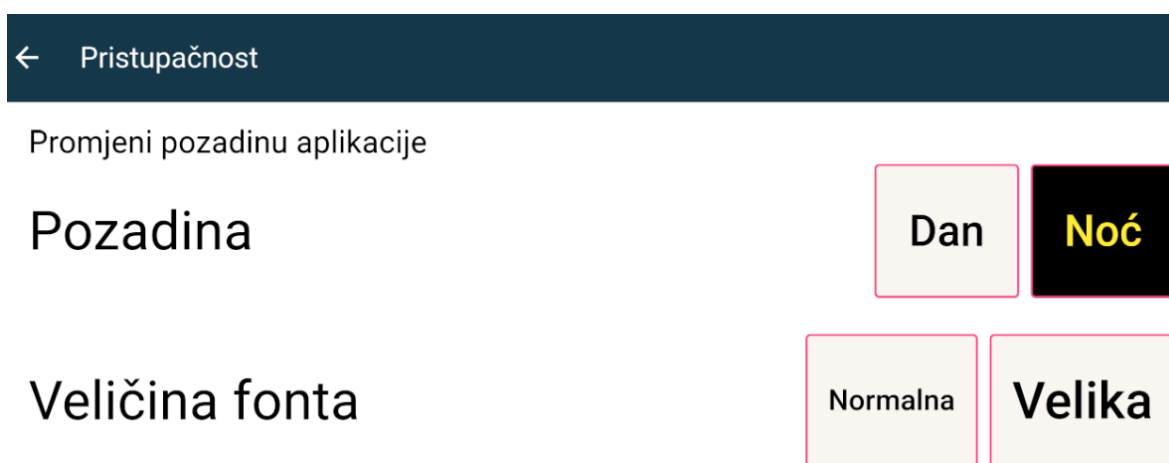 Pristupačnost
Promjeni pozadinu aplikacije
Pozadina Dan Noć
Veličina fonta Normalna Velika